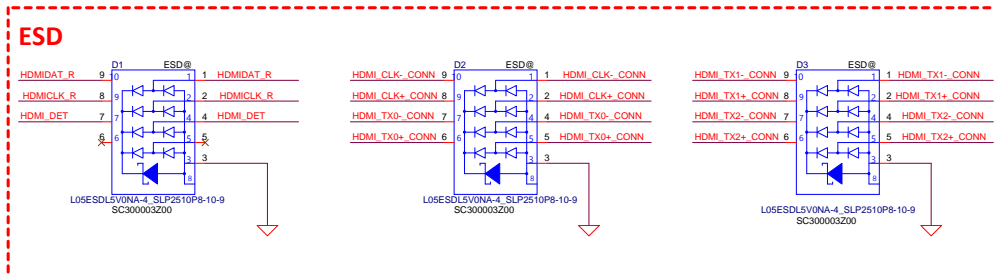 ESD
D1 ESD@
HDMIDAT_R 9 10 1 1 HDMIDAT_R
HDMICLK_R 8 9 2 2 HDMICLK_R
HDMI_DET 7 7 4 4 HDMI_DET
6 6 5 5
3 3
8
L05ESDL5V0NA-4_SLP2510P8-10-9
SC300003Z00
D2 ESD@
HDMI_CLK-_CONN 9 10 1 1 HDMI_CLK-_CONN
HDMI_CLK+_CONN 8 9 2 2 HDMI_CLK+_CONN
HDMI_TX0-_CONN 7 7 4 4 HDMI_TX0-_CONN
HDMI_TX0+_CONN 6 6 5 5 HDMI_TX0+_CONN
3 3
8
L05ESDL5V0NA-4_SLP2510P8-10-9
SC300003Z00
D3 ESD@
HDMI_TX1-_CONN 9 10 1 1 HDMI_TX1-_CONN
HDMI_TX1+_CONN 8 9 2 2 HDMI_TX1+_CONN
HDMI_TX2-_CONN 7 7 4 4 HDMI_TX2-_CONN
HDMI_TX2+_CONN 6 6 5 5 HDMI_TX2+_CONN
3 3
8
L05ESDL5V0NA-4_SLP2510P8-10-9
SC300003Z00